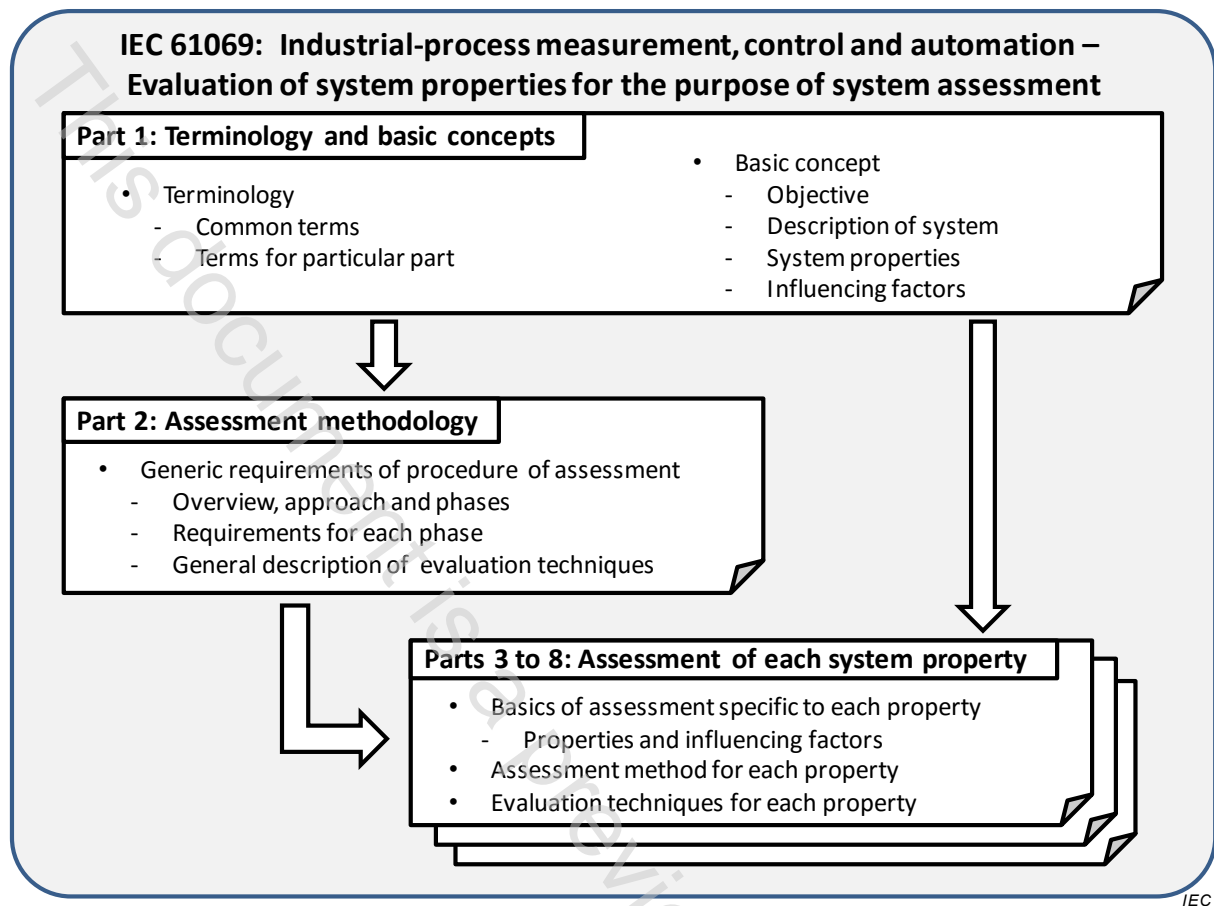 IEC 61069: Industrial-process measurement, control and automation –
Evaluation of system properties for the purpose of system assessment
Part 1: Terminology and basic concepts
• Terminology
- Common terms
- Terms for particular part
• Basic concept
- Objective
- Description of system
- System properties
- Influencing factors
Part 2: Assessment methodology
• Generic requirements of procedure of assessment
- Overview, approach and phases
- Requirements for each phase
- General description of evaluation techniques
Parts 3 to 8: Assessment of each system property
• Basics of assessment specific to each property
- Properties and influencing factors
• Assessment method for each property
• Evaluation techniques for each property
IEC
This document is a